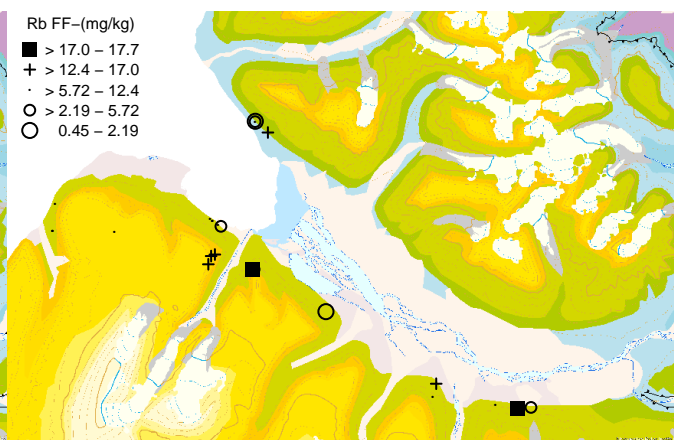 Rb FF−(mg/kg)
> 17.0 − 17.7
> 12.4 − 17.0
> 5.72 − 12.4
> 2.19 − 5.72
0.45 − 2.19